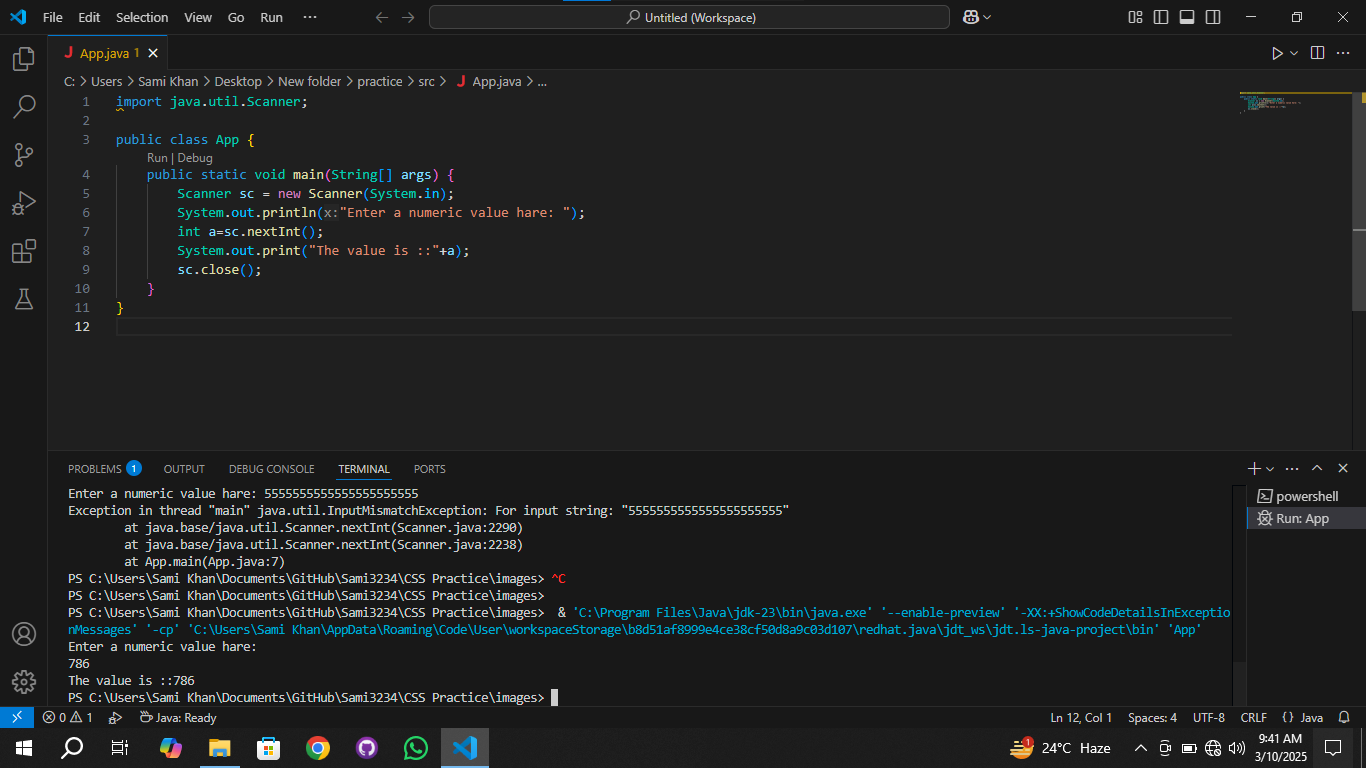 File Edit Selection View Go Run ··· Untitled (Workspace)
J App.java 1
C: > Users > Sami Khan > Desktop > New folder > practice > src > J App.java > ...
1 import java.util.Scanner;
2
3 public class App {
Run | Debug
4 public static void main(String[] args) {
5 Scanner sc = new Scanner(System.in);
6 System.out.println(x:"Enter a numeric value hare: ");
7 int a=sc.nextInt();
8 System.out.print("The value is ::"+a);
9 sc.close();
10 }
11 }
12
PROBLEMS 1 OUTPUT DEBUG CONSOLE TERMINAL PORTS
powershell
Run: App
Enter a numeric value hare: 5555555555555555555555
Exception in thread "main" java.util.InputMismatchException: For input string: "5555555555555555555555"
at java.base/java.util.Scanner.nextInt(Scanner.java:2290)
at java.base/java.util.Scanner.nextInt(Scanner.java:2238)
at App.main(App.java:7)
PS C:\Users\Sami Khan\Documents\GitHub\Sami3234\CSS Practice\images> ^C
PS C:\Users\Sami Khan\Documents\GitHub\Sami3234\CSS Practice\images>
PS C:\Users\Sami Khan\Documents\GitHub\Sami3234\CSS Practice\images> & 'C:\Program Files\Java\jdk-23\bin\java.exe' '--enable-preview' '-XX:+ShowCodeDetailsInExceptio
nMessages' '-cp' 'C:\Users\Sami Khan\AppData\Roaming\Code\User\workspaceStorage\b8d51af8999e4ce38cf50d8a9c03d107\redhat.java\jdt_ws\jdt.ls-java-project\bin' 'App'
Enter a numeric value hare:
786
The value is ::786
PS C:\Users\Sami Khan\Documents\GitHub\Sami3234\CSS Practice\images>
0 1 Java: Ready Ln 12, Col 1 Spaces: 4 UTF-8 CRLF {} Java
1 24°C Haze 9:41 AM
3/10/2025